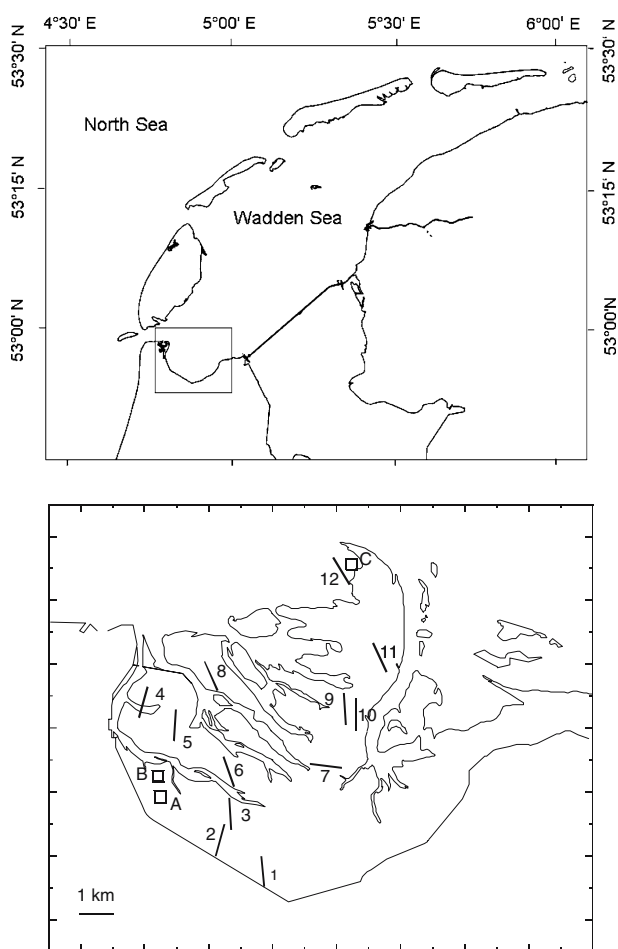 4°30' E 5°00' E 5°30' E 6°00' E
53°30' N 53°30' N
North Sea
53°15' N 53°15' N
Wadden Sea
53°00' N 53°00'N
C
12
11
8
4
9
10
5
6
7
B
A
3
2
1
1 km